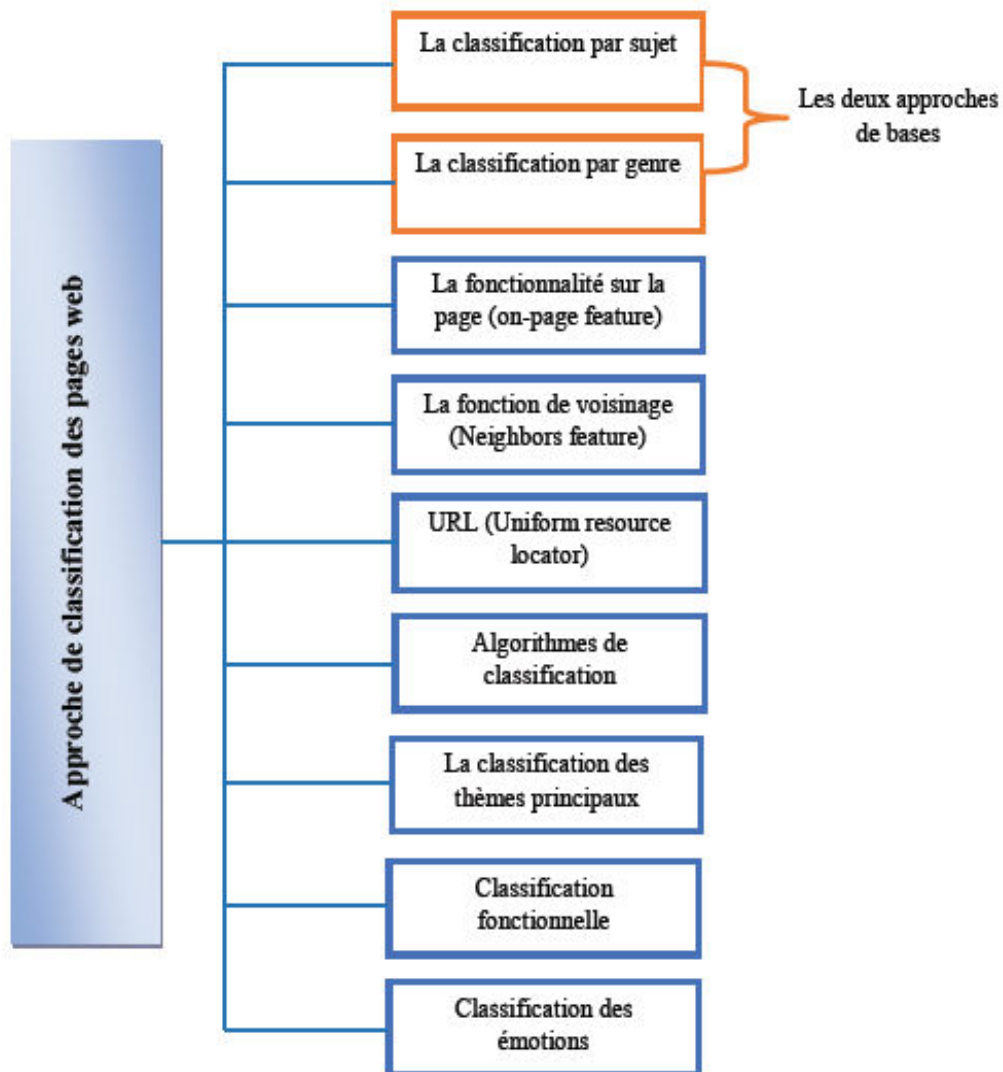 La classification par sujet
Les deux approches
de bases
La classification par genre
Approche de classification des pages web
La fonctionnalité sur la
page (on-page feature)
La fonction de voisinage
(Neighbors feature)
URL (Uniform resource
locator)
Algorithmes de
classification
La classification des
thèmes principaux
Classification
fonctionnelle
Classification des
émotions